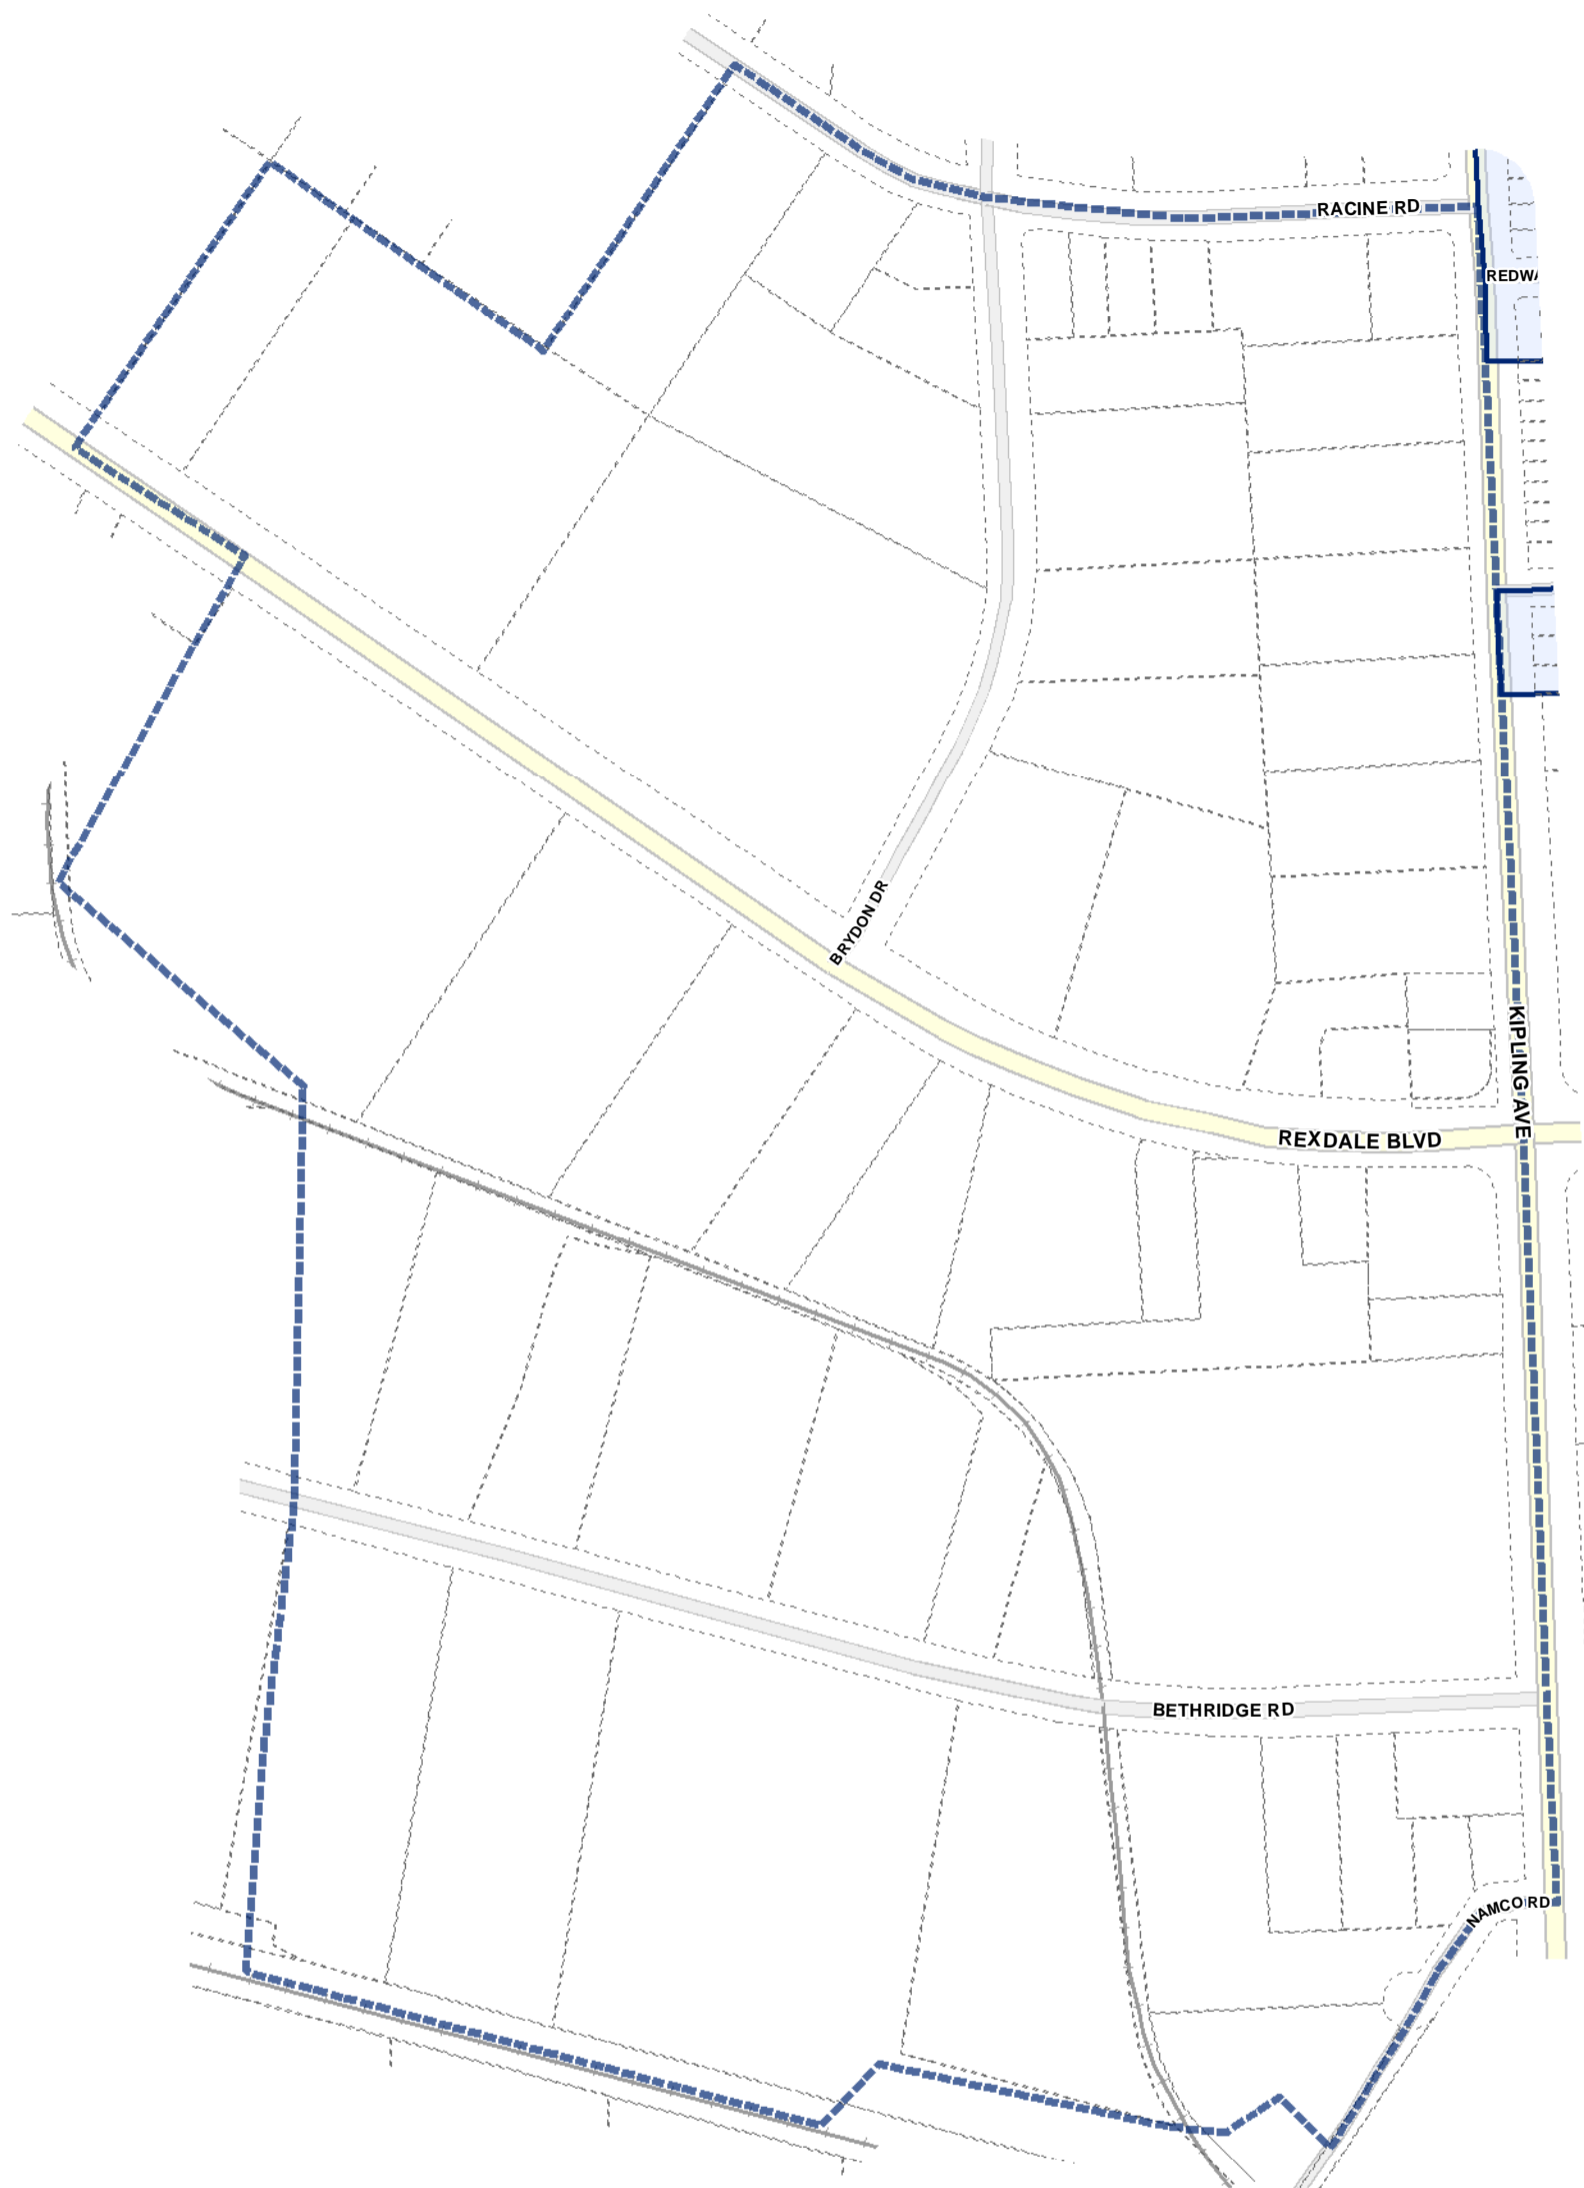 RACINE RD
REDWA
BRYDON DR
KIPLING AVE
REXDALE BLVD
BETHRIDGE RD
NAMCO RD